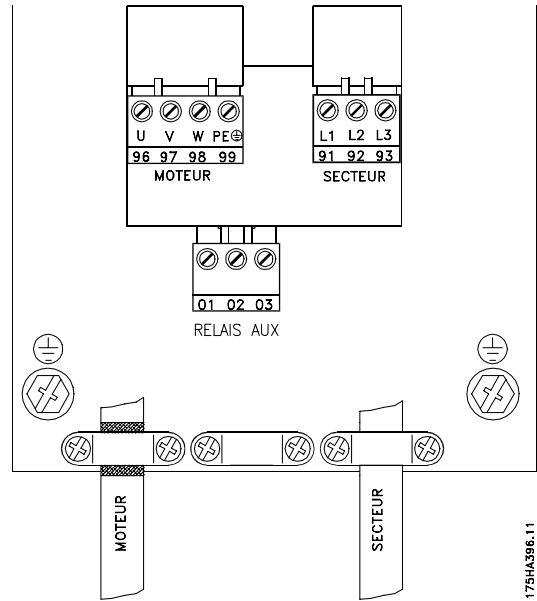 U V W PE
L1 L2 L3
96 97 98 99
91 92 93
MOTEUR
SECTEUR
01 02 03
RELAIS AUX
MOTEUR
SECTEUR
175HA396.11